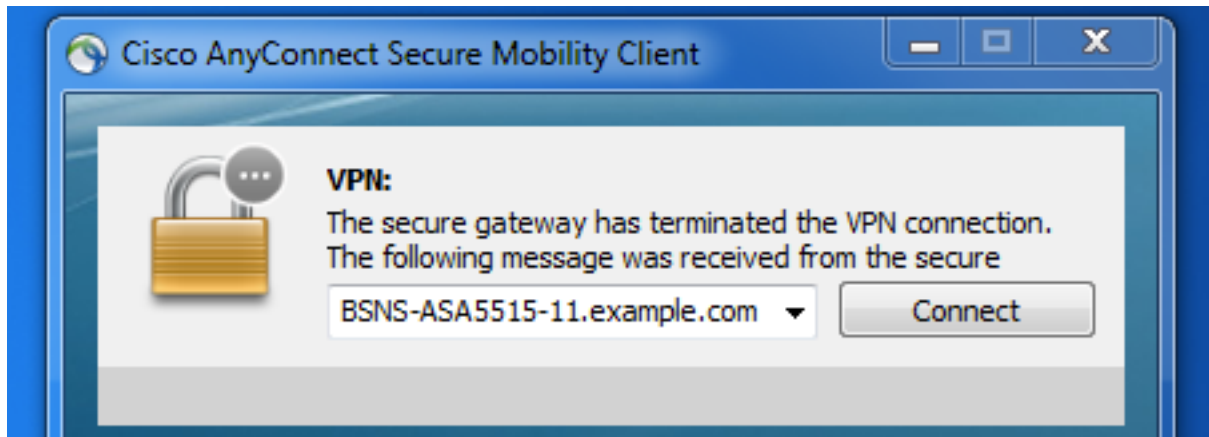 Cisco AnyConnect Secure Mobility Client
VPN:
The secure gateway has terminated the VPN connection.
The following message was received from the secure
BSNS-ASA5515-11.example.com
Connect